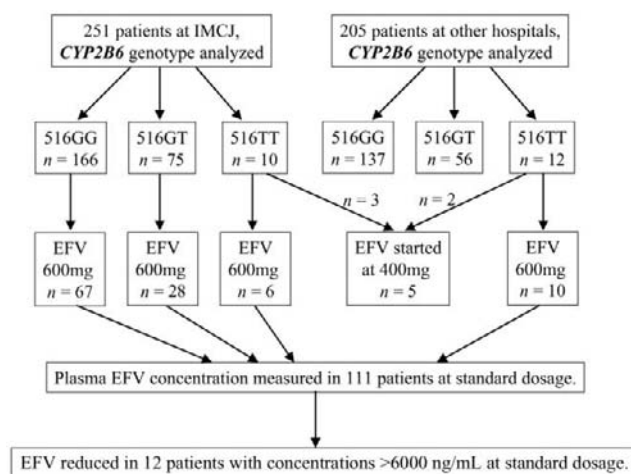 251 patients at IMCJ,
CYP2B6 genotype analyzed
205 patients at other hospitals,
CYP2B6 genotype analyzed
516GG
n = 166
516GT
n = 75
516TT
n = 10
516GG
n = 137
516GT
n = 56
516TT
n = 12
n = 3
n = 2
EFV
600mg
n = 67
EFV
600mg
n = 28
EFV
600mg
n = 6
EFV started
at 400mg
n = 5
EFV
600mg
n = 10
Plasma EFV concentration measured in 111 patients at standard dosage.
EFV reduced in 12 patients with concentrations >6000 ng/mL at standard dosage.